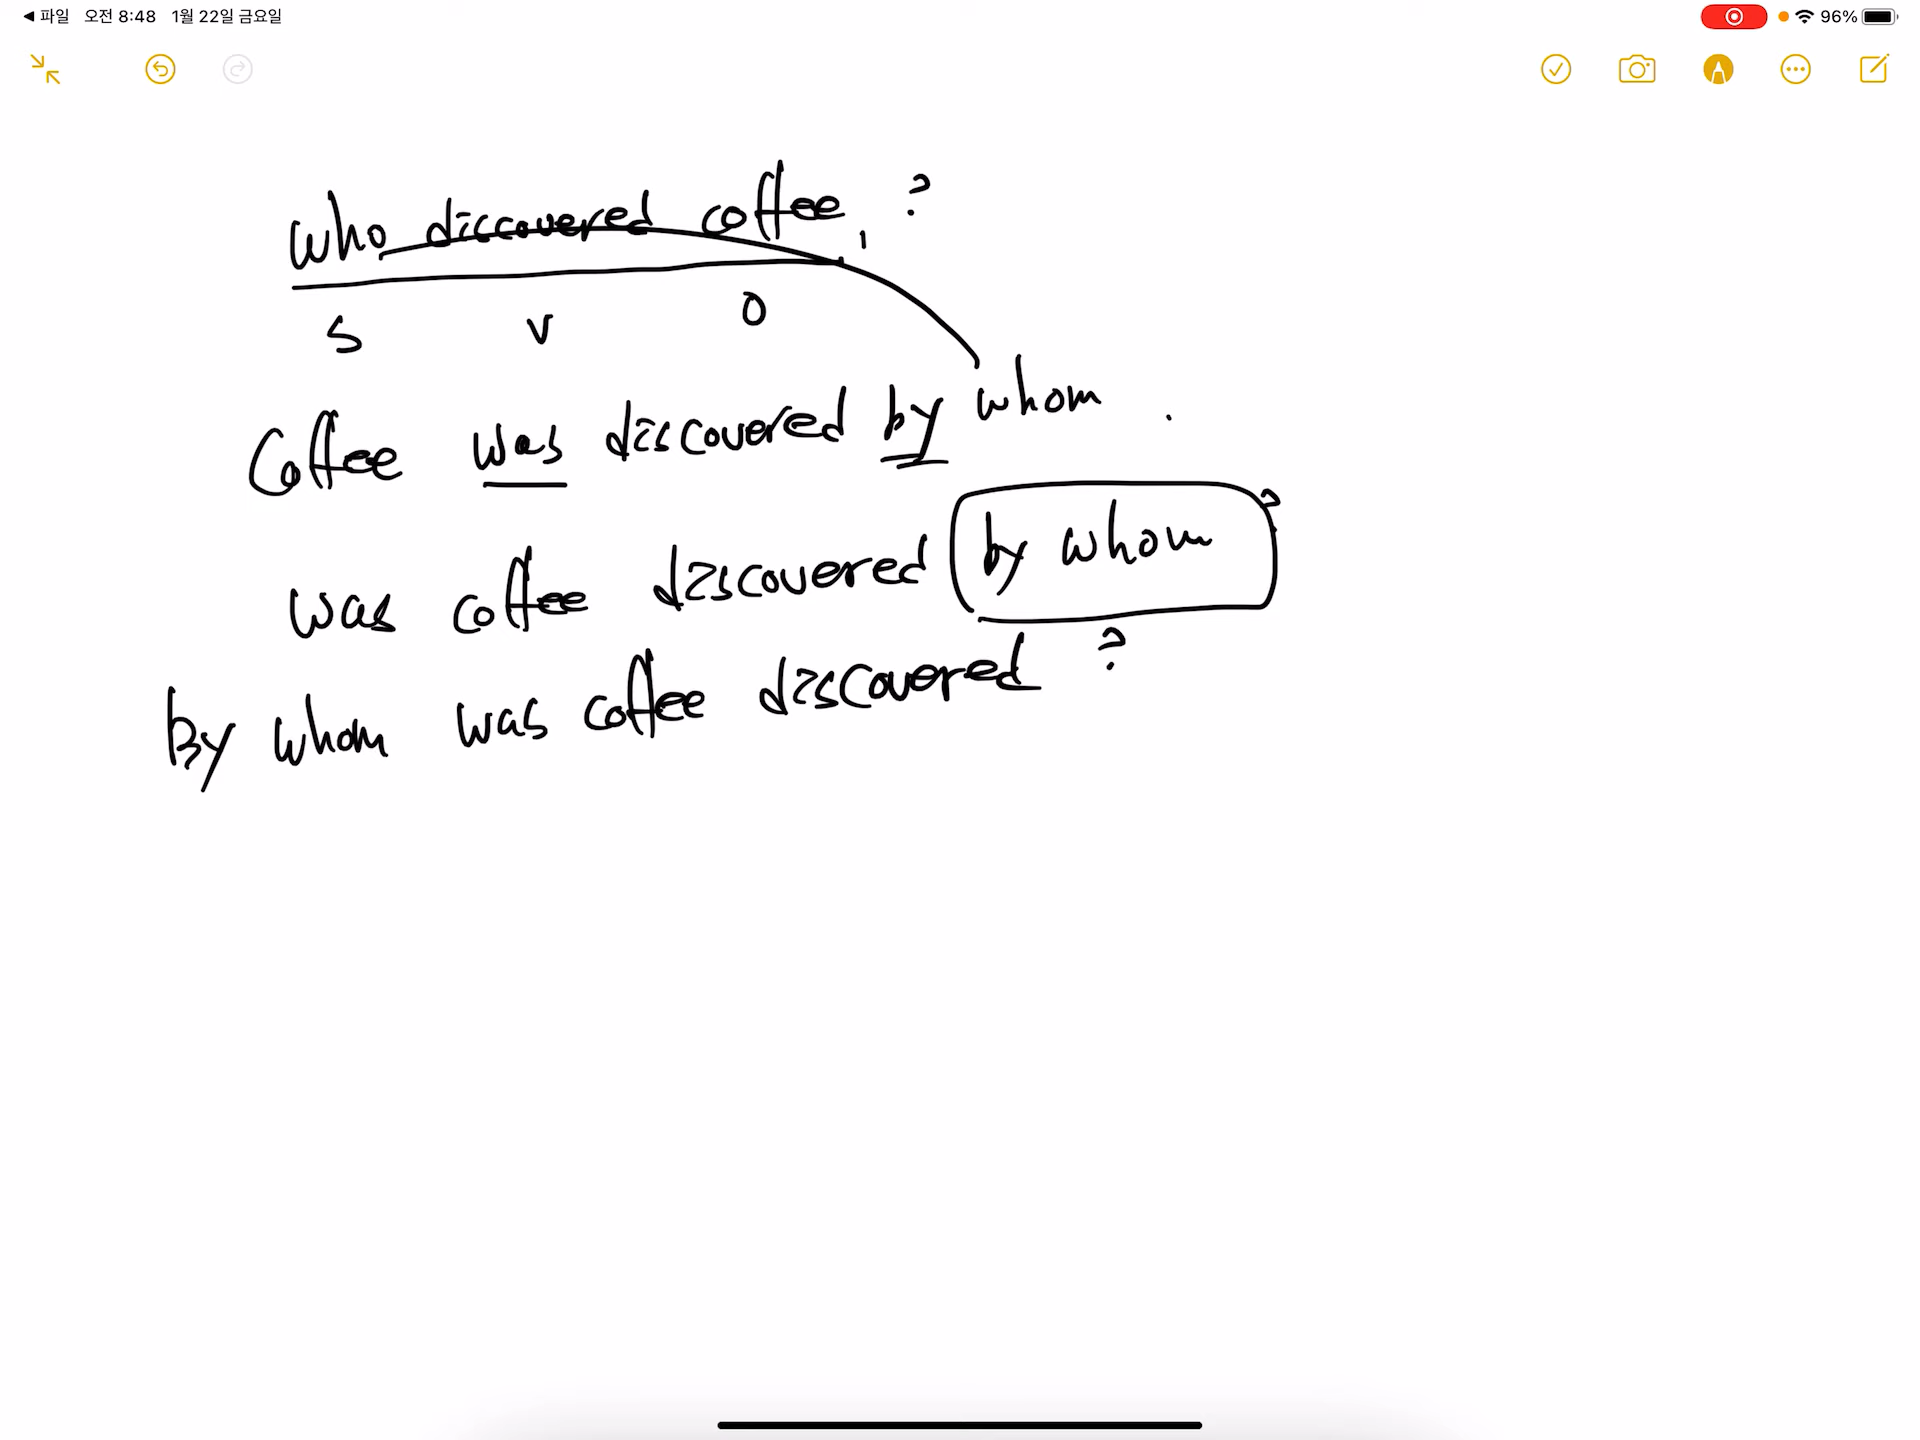 ◀ 파일 오전 8:48 1월 22일 금요일 96%
who discovered coffee, ?
S V O
Coffee was discovered by whom .
was coffee discovered by whom ?
By whom was coffee discovered ?